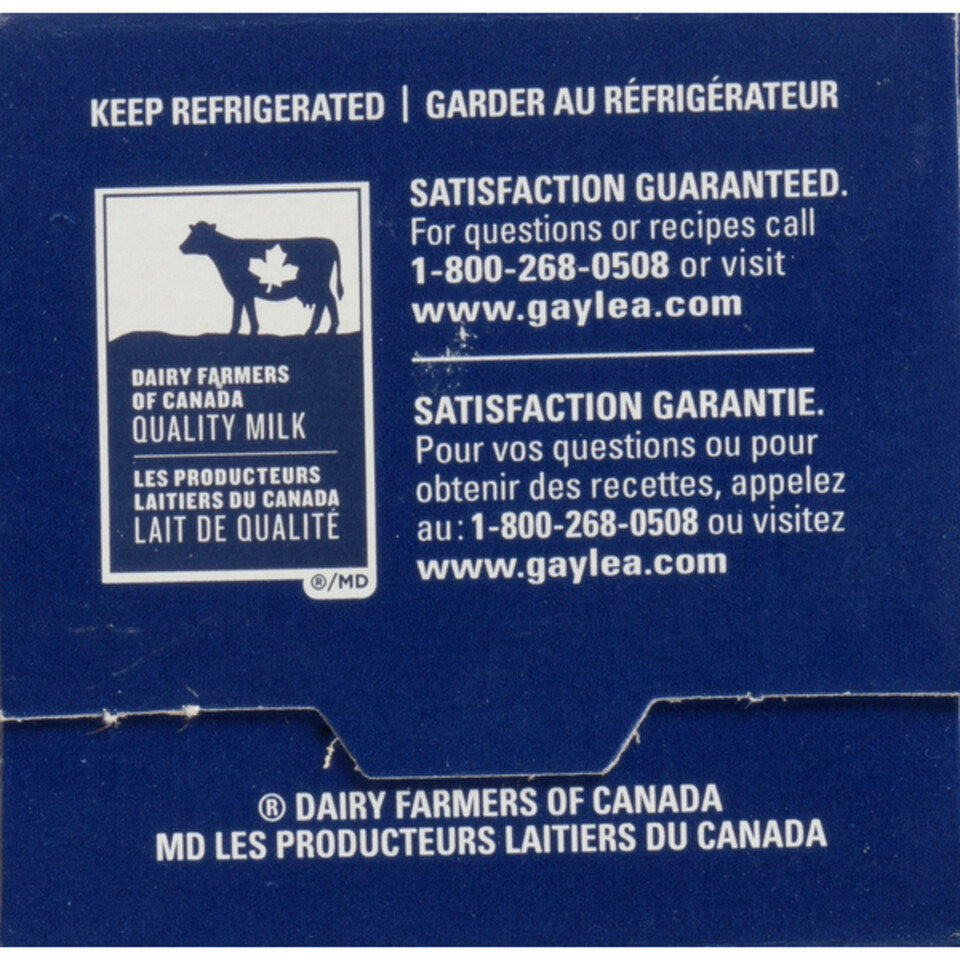 KEEP REFRIGERATED | GARDER AU RÉFRIGÉRATEUR
SATISFACTION GUARANTEED.
For questions or recipes call
1-800-268-0508 or visit
www.gaylea.com
DAIRY FARMERS
OF CANADA
QUALITY MILK
LES PRODUCTEURS
LAITIERS DU CANADA
LAIT DE QUALITÉ
®/MD
SATISFACTION GARANTIE.
Pour vos questions ou pour
obtenir des recettes, appelez
au: 1-800-268-0508 ou visitez
www.gaylea.com
® DAIRY FARMERS OF CANADA
MD LES PRODUCTEURS LAITIERS DU CANADA